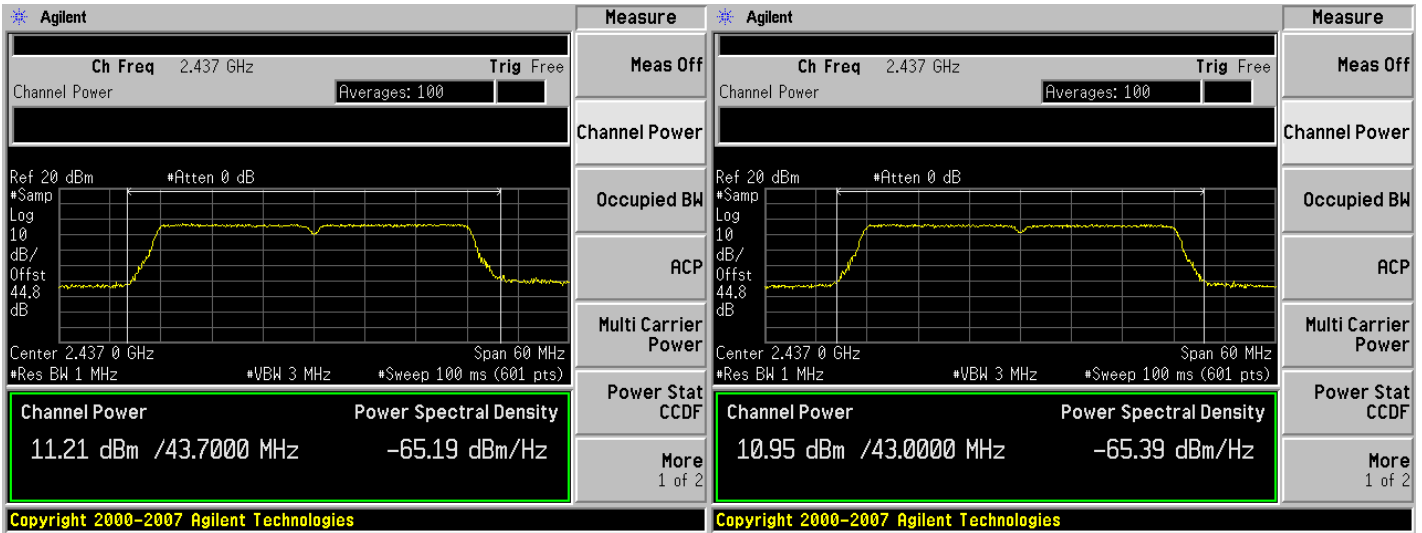 Agilent
Measure
Ch Freq 2.437 GHz Trig Free
Meas Off
Channel Power Averages: 100
Channel Power
Ref 20 dBm #Atten 0 dB
#Samp
Log
10
dB/
Offst
44.8
dB
Occupied BW
ACP
Multi Carrier
Power
Center 2.437 0 GHz Span 60 MHz
#Res BW 1 MHz #VBW 3 MHz #Sweep 100 ms (601 pts)
Power Stat
CCDF
Channel Power Power Spectral Density
11.21 dBm /43.7000 MHz -65.19 dBm/Hz
More
1 of 2
Copyright 2000-2007 Agilent Technologies
Agilent
Measure
Ch Freq 2.437 GHz Trig Free
Meas Off
Channel Power Averages: 100
Channel Power
Ref 20 dBm #Atten 0 dB
#Samp
Log
10
dB/
Offst
44.8
dB
Occupied BW
ACP
Multi Carrier
Power
Center 2.437 0 GHz Span 60 MHz
#Res BW 1 MHz #VBW 3 MHz #Sweep 100 ms (601 pts)
Power Stat
CCDF
Channel Power Power Spectral Density
10.95 dBm /43.0000 MHz -65.39 dBm/Hz
More
1 of 2
Copyright 2000-2007 Agilent Technologies